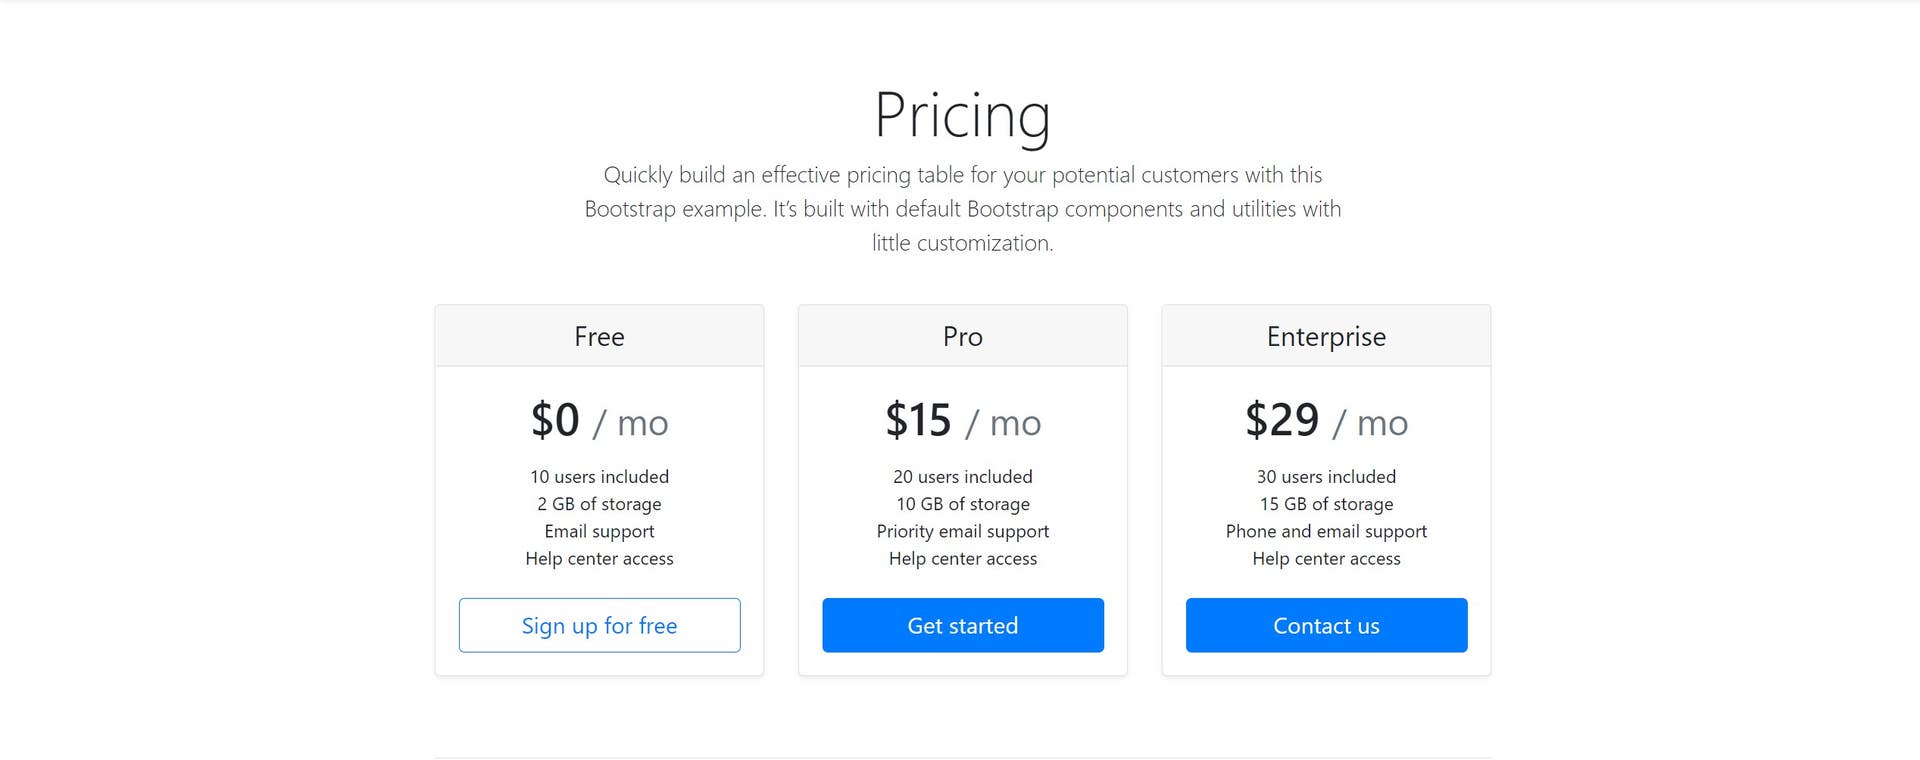 Pricing
Quickly build an effective pricing table for your potential customers with this
Bootstrap example. It’s built with default Bootstrap components and utilities with
little customization.
Free
$0 / mo
10 users included
2 GB of storage
Email support
Help center access
Sign up for free
Pro
$15 / mo
20 users included
10 GB of storage
Priority email support
Help center access
Get started
Enterprise
$29 / mo
30 users included
15 GB of storage
Phone and email support
Help center access
Contact us